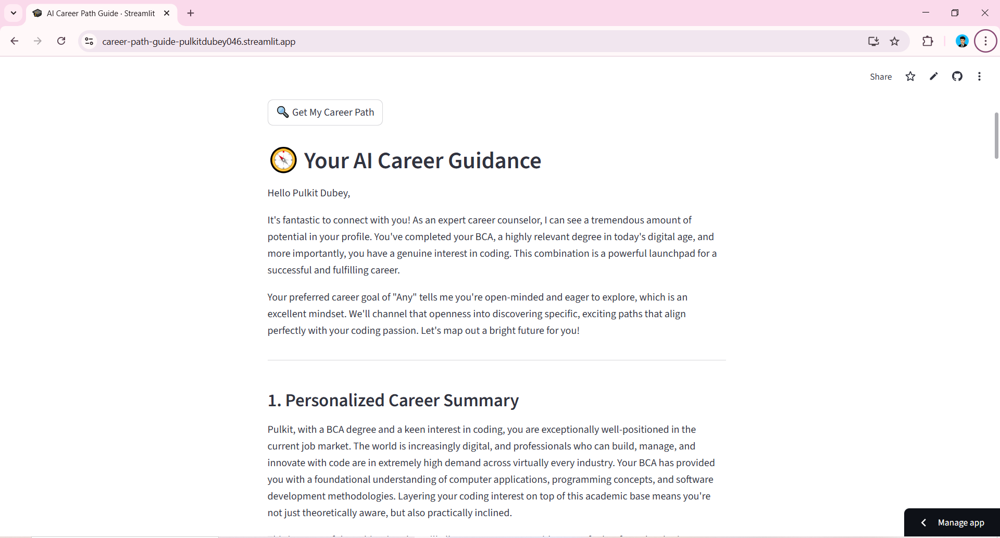 AI Career Path Guide · Streamlit
career-path-guide-pulkitdubey046.streamlit.app
Share
Get My Career Path
Your AI Career Guidance
Hello Pulkit Dubey,
It's fantastic to connect with you! As an expert career counselor, I can see a tremendous amount of
potential in your profile. You've completed your BCA, a highly relevant degree in today's digital age, and
more importantly, you have a genuine interest in coding. This combination is a powerful launchpad for a
successful and fulfilling career.
Your preferred career goal of "Any" tells me you're open-minded and eager to explore, which is an
excellent mindset. We'll channel that openness into discovering specific, exciting paths that align
perfectly with your coding passion. Let's map out a bright future for you!
1. Personalized Career Summary
Pulkit, with a BCA degree and a keen interest in coding, you are exceptionally well-positioned in the
current job market. The world is increasingly digital, and professionals who can build, manage, and
innovate with code are in extremely high demand across virtually every industry. Your BCA has provided
you with a foundational understanding of computer applications, programming concepts, and software
development methodologies. Layering your coding interest on top of this academic base means you're
not just theoretically aware, but also practically inclined.
Manage app